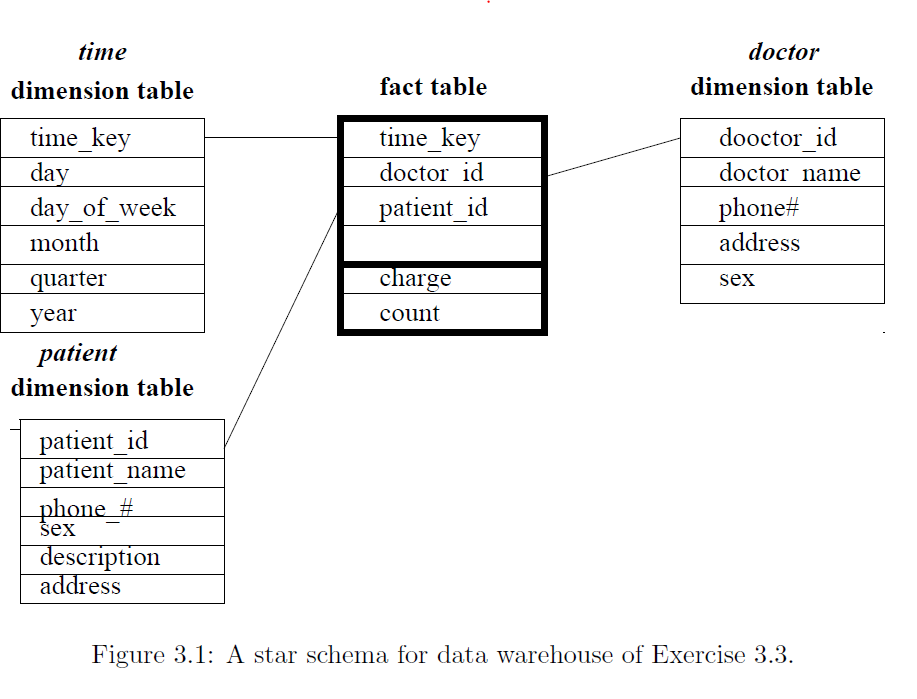 time
dimension table
time_key
day
day_of_week
month
quarter
year
fact table
time_key
doctor_id
patient_id
charge
count
doctor
dimension table
dooctor_id
doctor_name
phone#
address
sex
patient
dimension table
patient_id
patient_name
phone_#
sex
description
address
Figure 3.1: A star schema for data warehouse of Exercise 3.3.